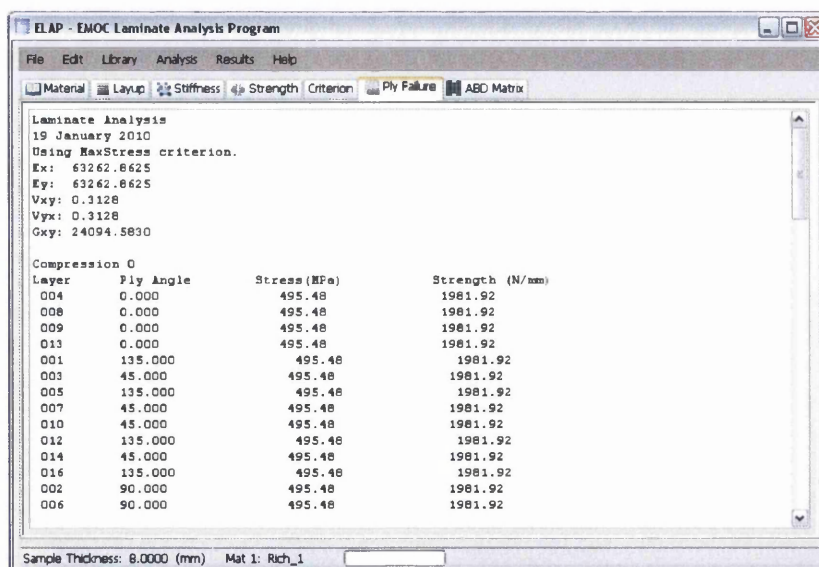 ELAP - EMOC Laminate Analysis Program
File Edit Library Analysis Results Help
Material Layup Stiffness Strength Criterion Ply Failure ABD Matrix
Laminate Analysis
19 January 2010
Using MaxStress criterion.
Ex: 63262.8625
Ey: 63262.8625
Vxy: 0.3128
Vyx: 0.3128
Gxy: 24094.5830
Compression 0
Layer Ply Angle Stress(MPa) Strength (N/mm)
004 0.000 495.48 1981.92
008 0.000 495.48 1981.92
009 0.000 495.48 1981.92
013 0.000 495.48 1981.92
001 135.000 495.48 1981.92
003 45.000 495.48 1981.92
005 135.000 495.48 1981.92
007 45.000 495.48 1981.92
010 45.000 495.48 1981.92
012 135.000 495.48 1981.92
014 45.000 495.48 1981.92
016 135.000 495.48 1981.92
002 90.000 495.48 1981.92
006 90.000 495.48 1981.92
Sample Thickness: 8.0000 (mm) Mat 1: Rich_1